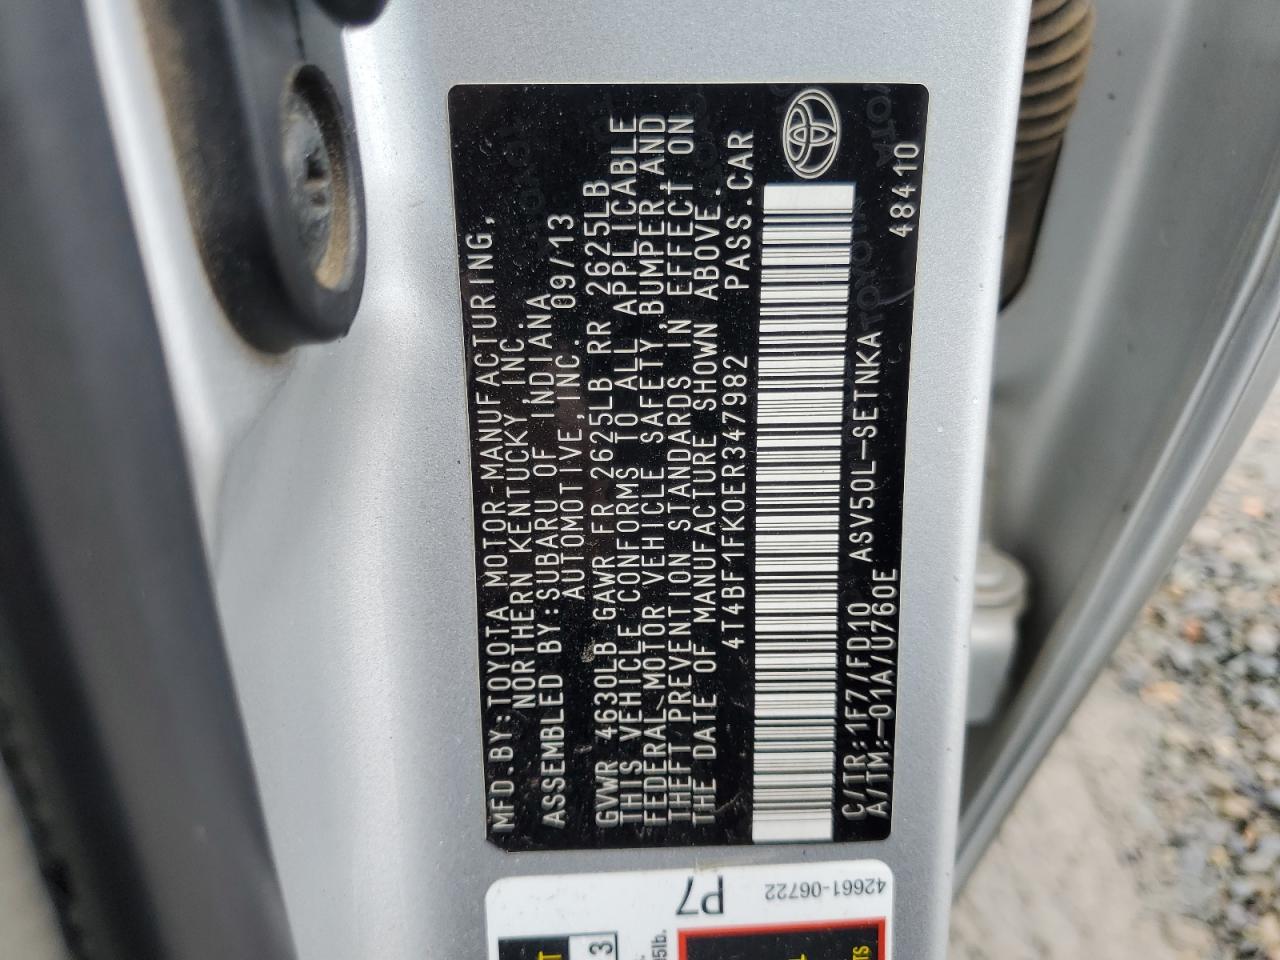 MFD.BY:TOYOTA MOTOR MANUFACTURING,
NORTHERN KENTUCKY,INC.
ASSEMBLED BY:SUBARU OF INDIANA
AUTOMOTIVE,INC. 09/13
GVWR 4630LB GAWR FR 2625LB RR 2625LB
THIS VEHICLE CONFORMS TO ALL APPLICABLE
FEDERAL MOTOR VEHICLE SAFETY,BUMPER,AND
THEFT PREVENTION STANDARDS IN EFFECT ON
THE DATE OF MANUFACTURE SHOWN ABOVE.
4T4BF1FK0ER347982 PASS.CAR
C/TR:1F7/FD10 ASV50L-SETNKA
A/TM:-01A/U760E 48410
P7
42661-06722
3